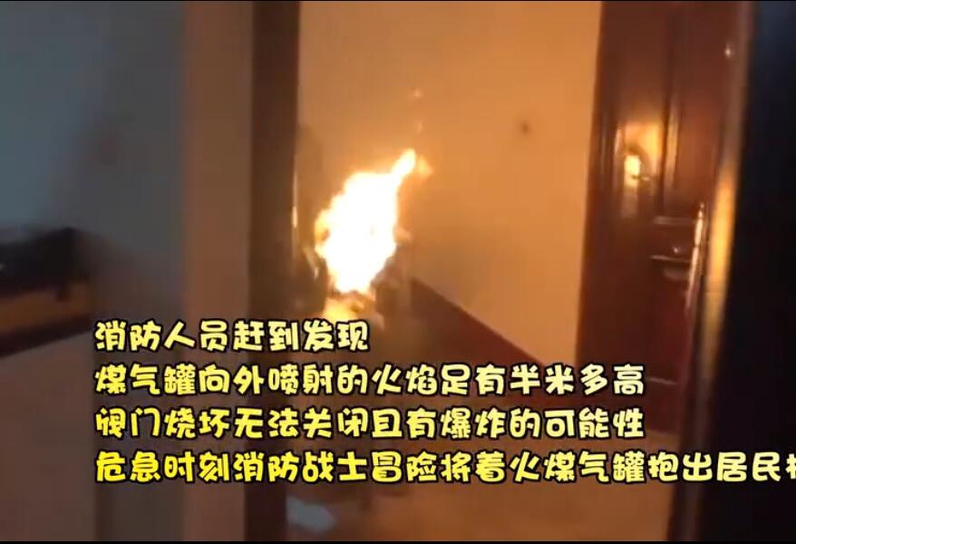 消防人员赶到发现
煤气罐向外喷射的火焰足有半米多高
阀门烧坏无法关闭且有爆炸的可能性
危急时刻消防战士冒险将着火煤气罐抱出居民